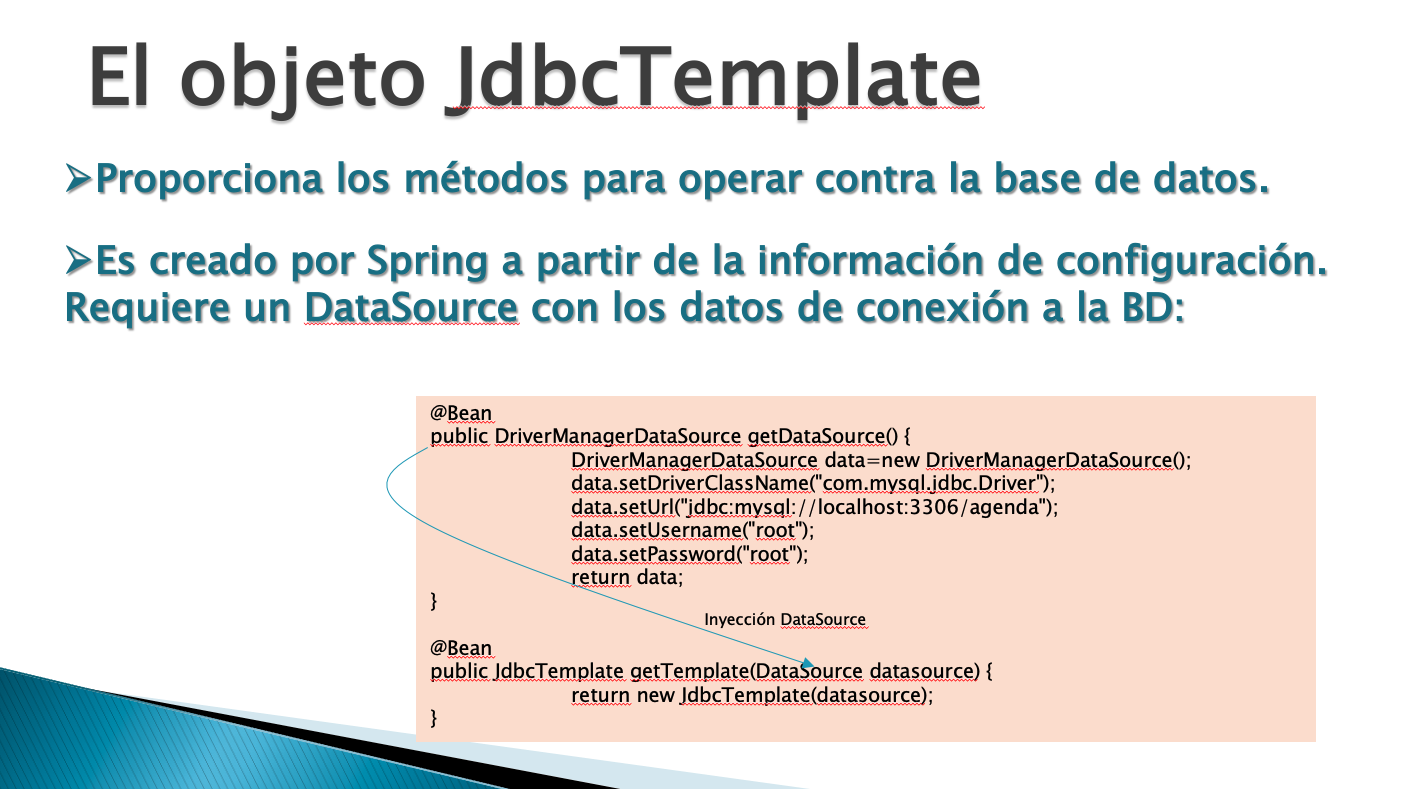 El objeto JdbcTemplate
➢Proporciona los métodos para operar contra la base de datos.
➢Es creado por Spring a partir de la información de configuración.
Requiere un DataSource con los datos de conexión a la BD:
@Bean
public DriverManagerDataSource getDataSource() {
DriverManagerDataSource data=new DriverManagerDataSource();
data.setDriverClassName("com.mysql.jdbc.Driver");
data.setUrl("jdbc:mysql://localhost:3306/agenda");
data.setUsername("root");
data.setPassword("root");
return data;
}
Inyección DataSource
@Bean
public JdbcTemplate getTemplate(DataSource datasource) {
return new JdbcTemplate(datasource);
}